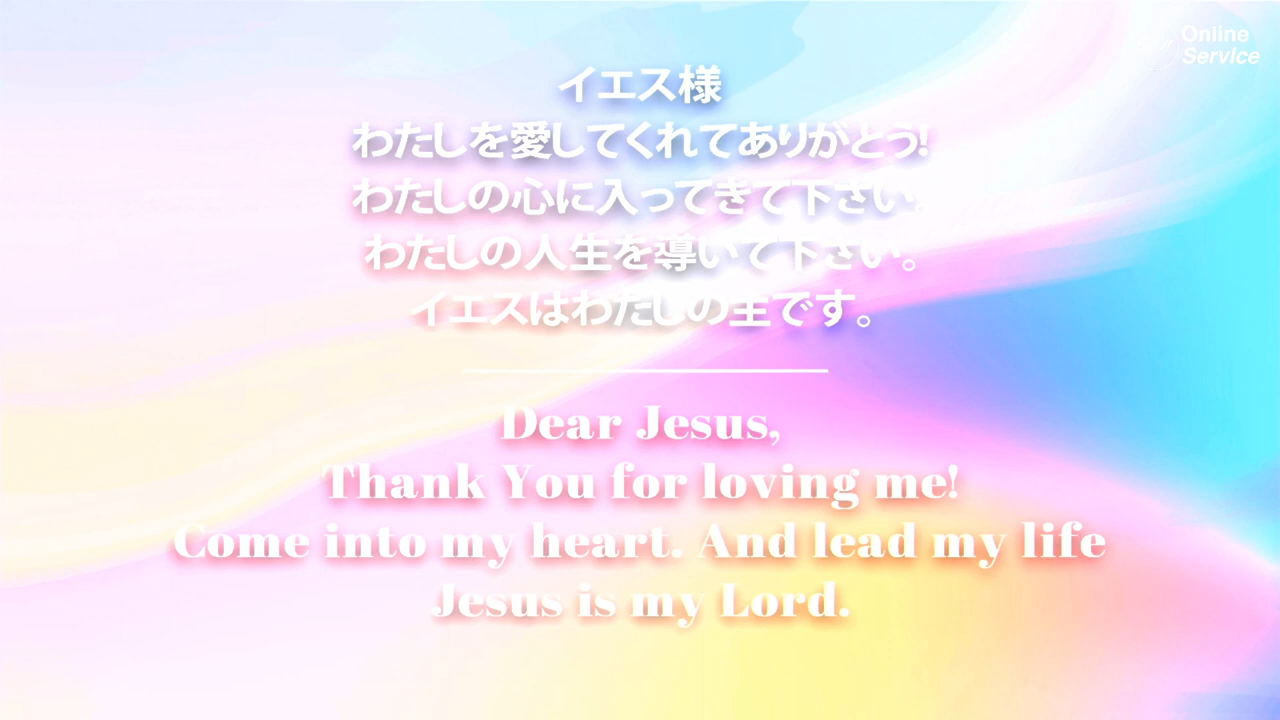 Online
Service
イエス様
わたしを愛してくれてありがとう!
わたしの心に入ってきて下さい。
わたしの人生を導いて下さい。
イエスはわたしの主です。
Dear Jesus,
Thank You for loving me!
Come into my heart. And lead my life
Jesus is my Lord.